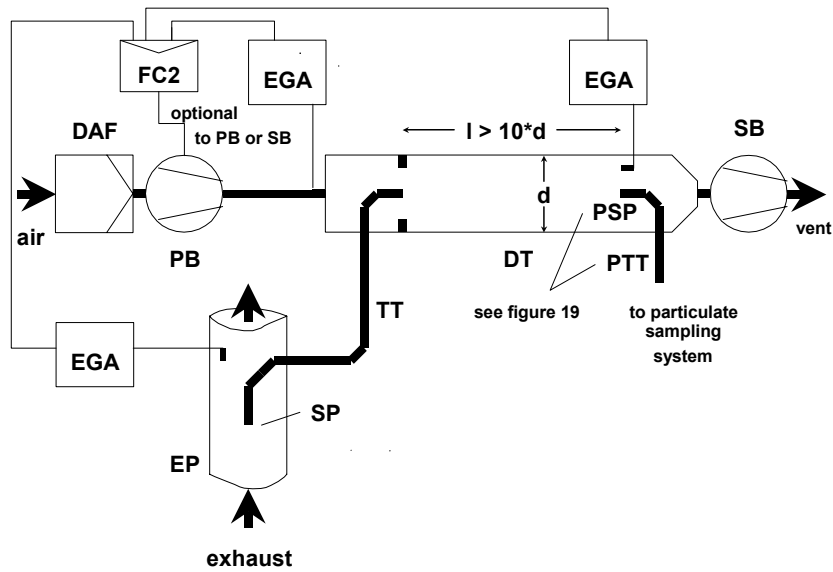 FC2
EGA
EGA
optional
to PB or SB
DAF
l > 10*d
SB
air
d
PSP
vent
PB
DT
PTT
TT
see figure 19
to particulate
sampling
system
EGA
SP
EP
exhaust